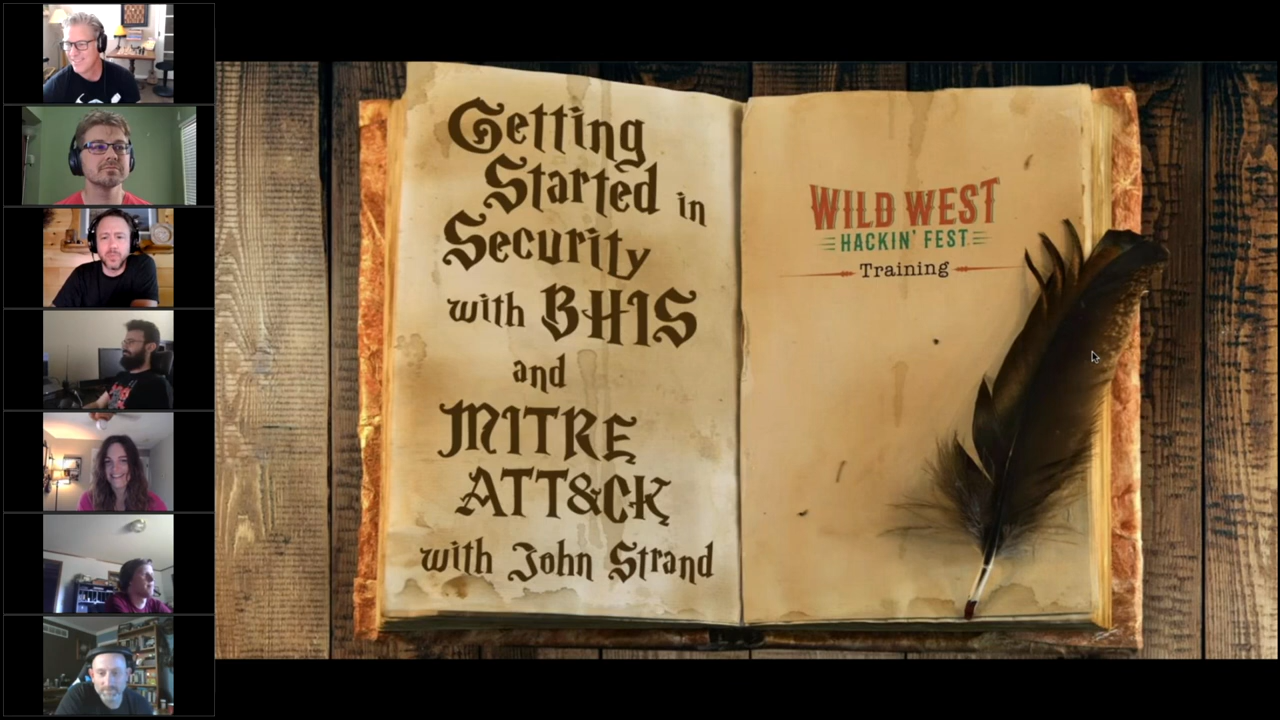 Getting
Started in
Security
with BHIS
and
MITRE
ATT&CK
with John Strand
WILD WEST
HACKIN' FEST
Training